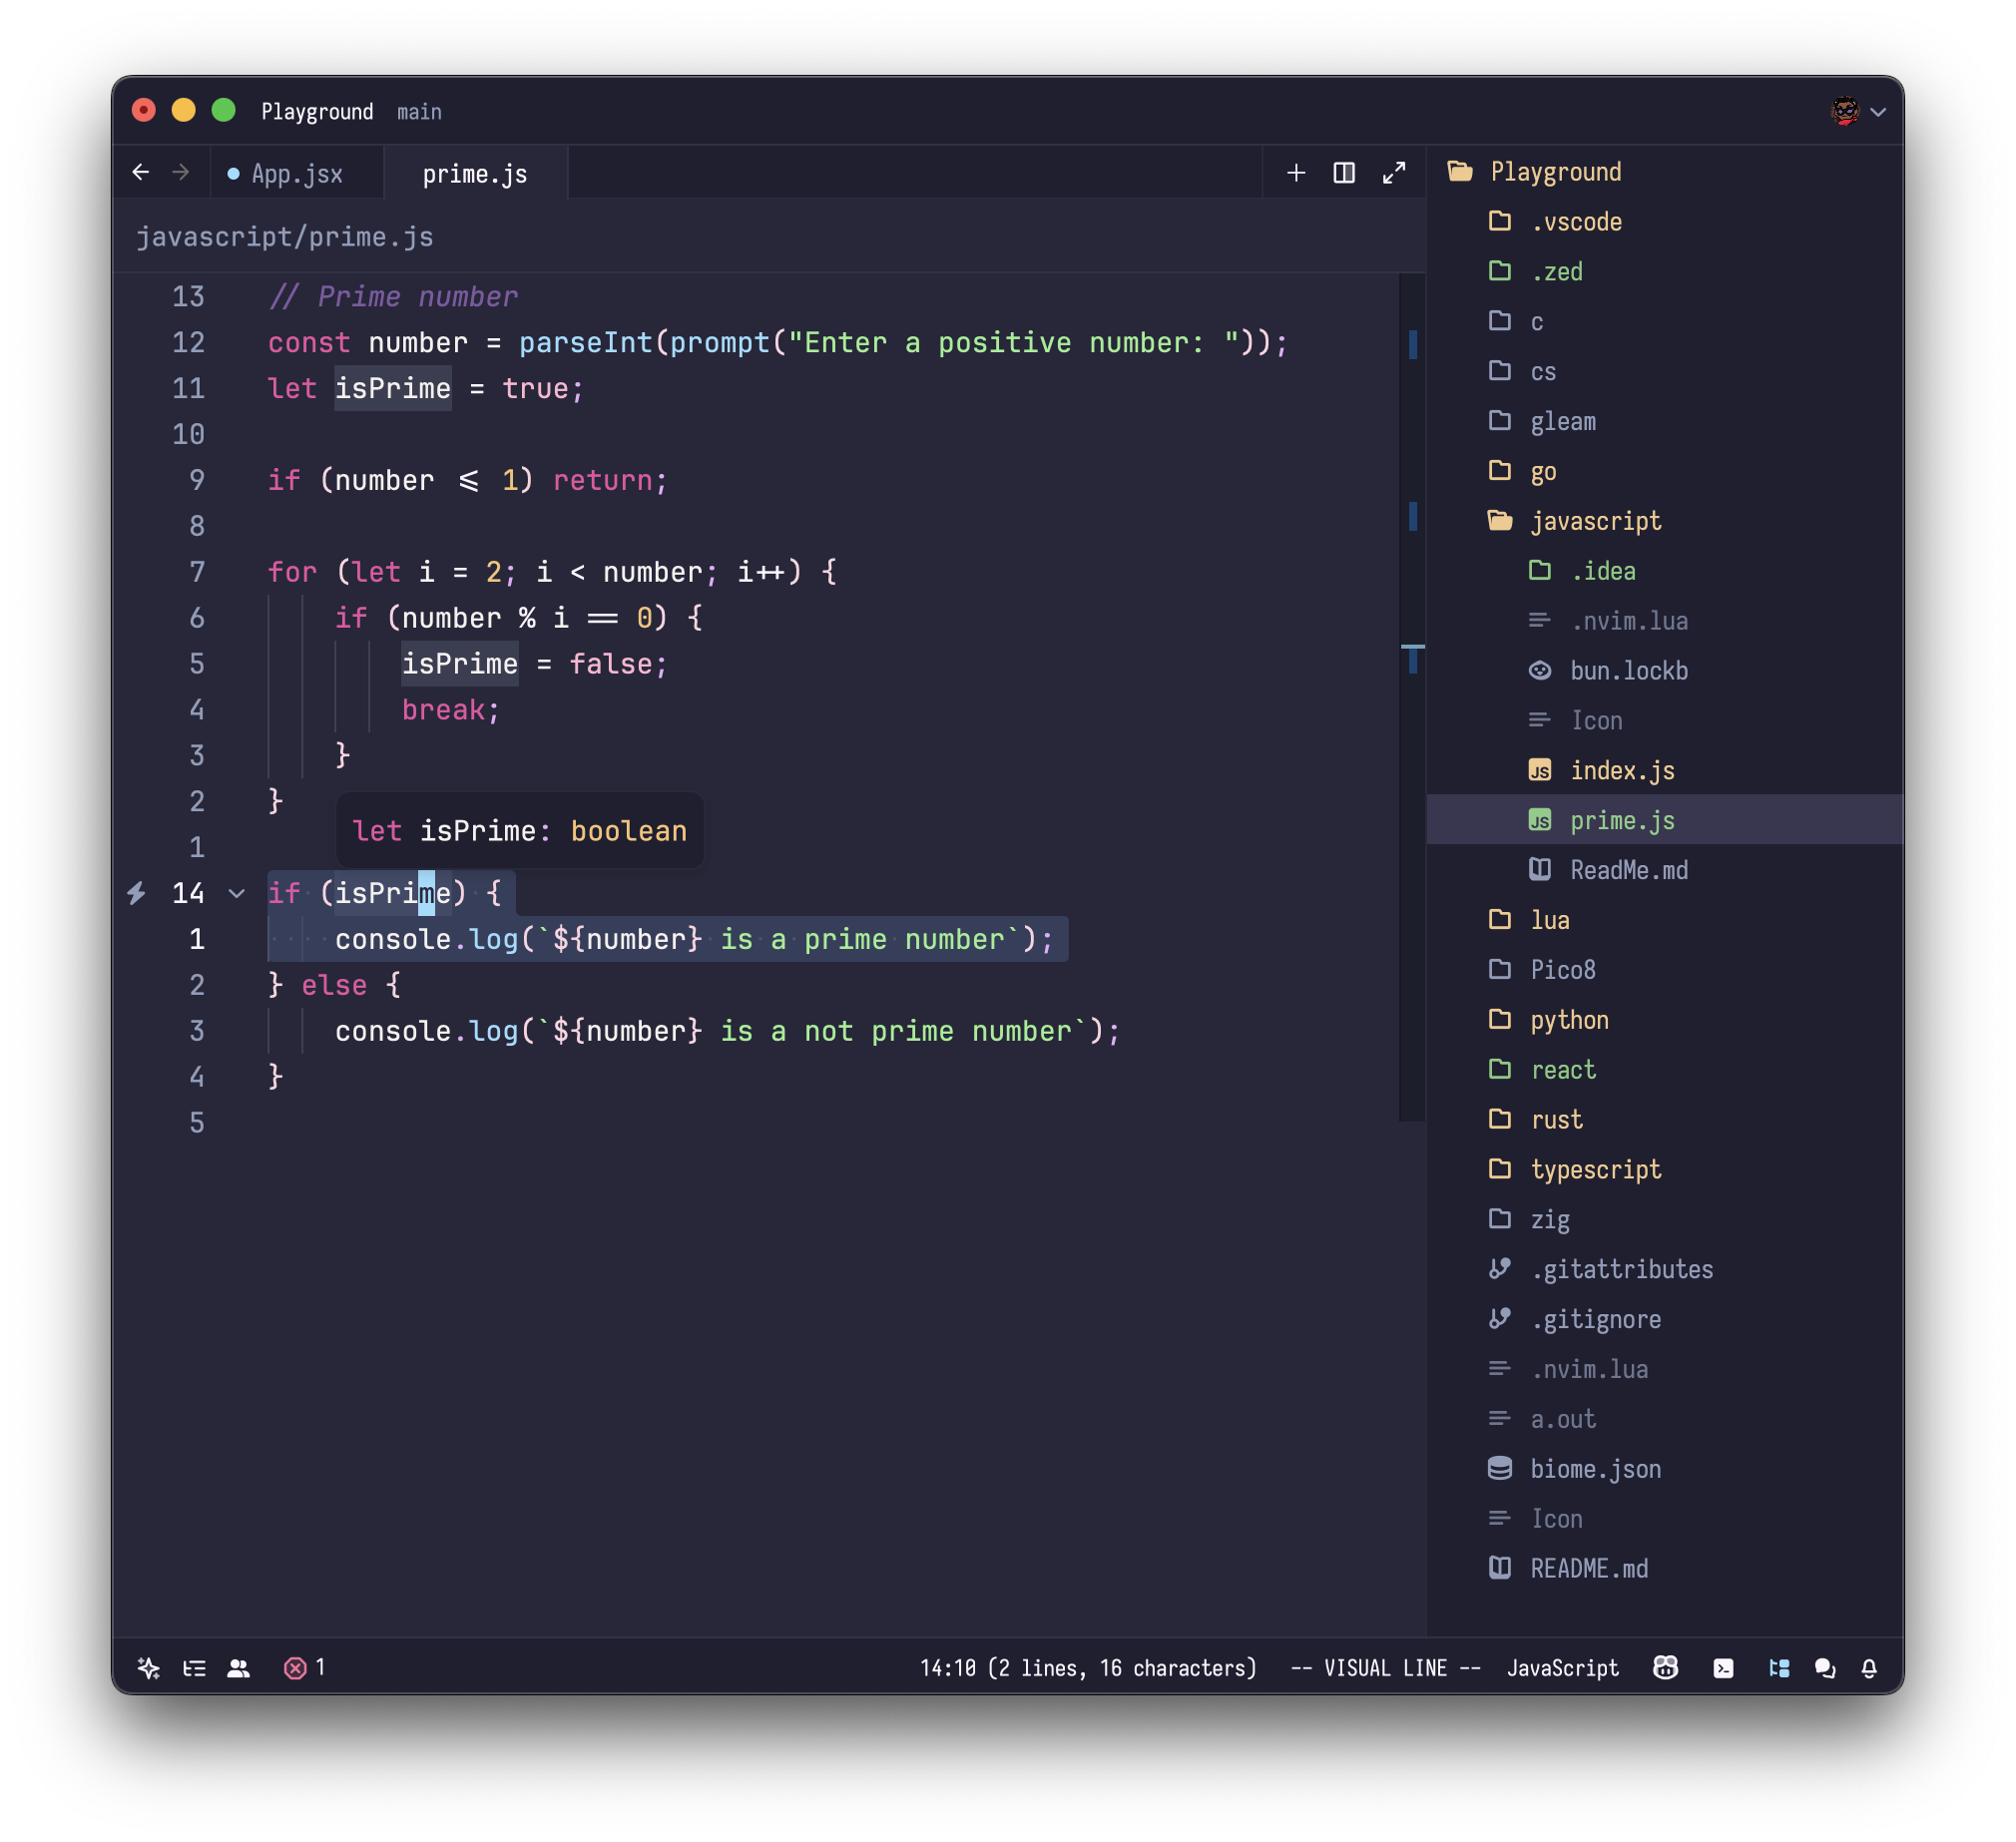 Playground main
App.jsx prime.js
javascript/prime.js
13 // Prime number
12 const number = parseInt(prompt("Enter a positive number: "));
11 let isPrime = true;
10
9 if (number <= 1) return;
8
7 for (let i = 2; i < number; i++) {
6 if (number % i == 0) {
5 isPrime = false;
4 break;
3 }
2 }
1
let isPrime: boolean
14 if (isPrime) {
1 console.log(`${number} is a prime number`);
2 } else {
3 console.log(`${number} is a not prime number`);
4 }
5
Playground
.vscode
.zed
c
cs
gleam
go
javascript
.idea
.nvim.lua
bun.lockb
Icon
JS index.js
JS prime.js
ReadMe.md
lua
Pico8
python
react
rust
typescript
zig
.gitattributes
.gitignore
.nvim.lua
a.out
biome.json
Icon
README.md
1 14:10 (2 lines, 16 characters) -- VISUAL LINE -- JavaScript